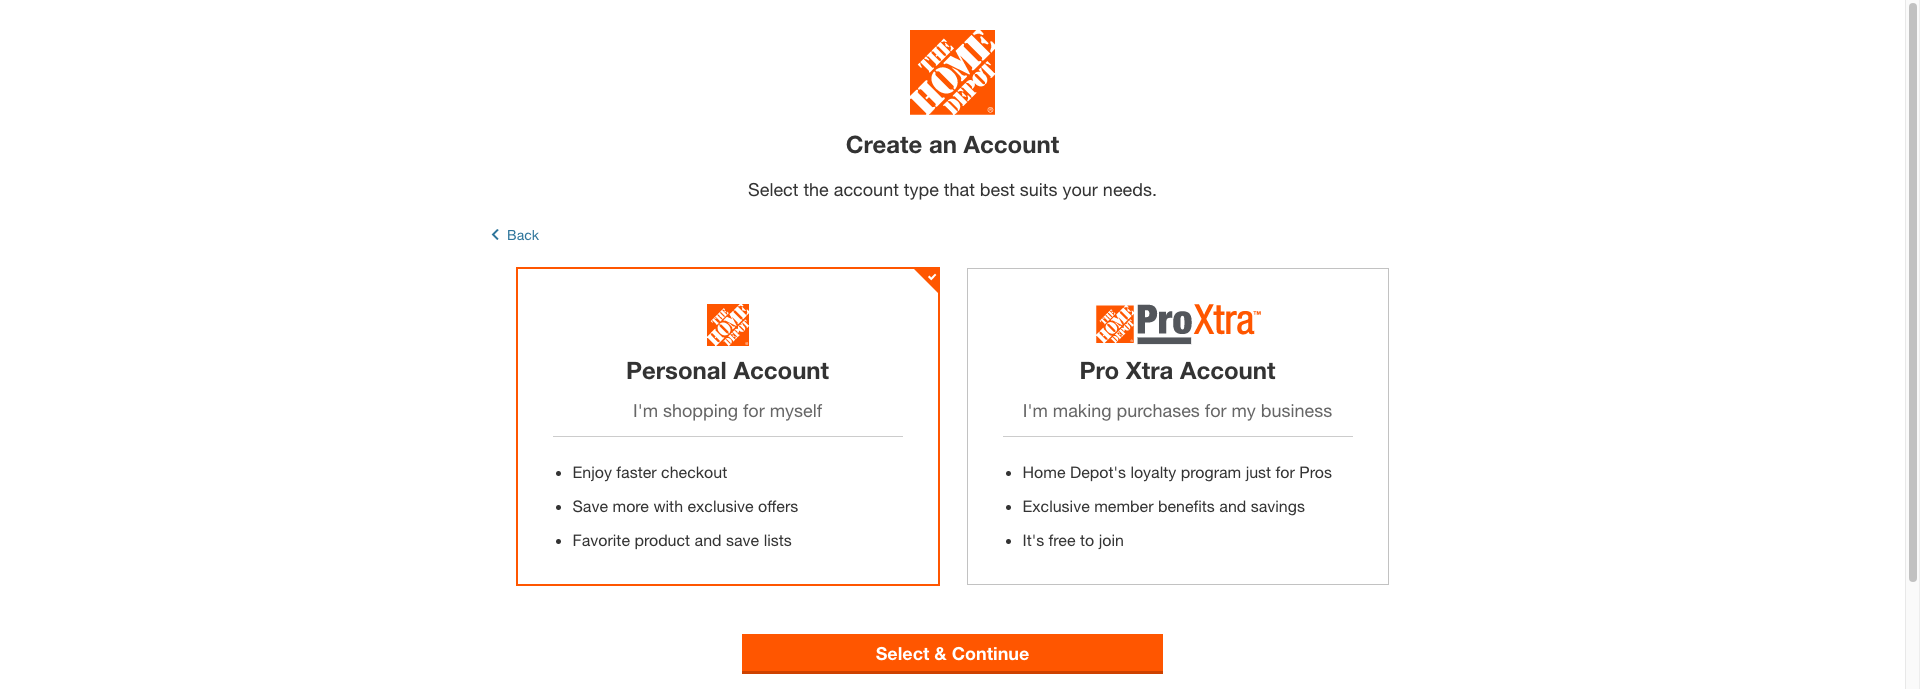 THE
HOME
DEPOT
®
Create an Account
Select the account type that best suits your needs.
Back
THE
HOME
DEPOT
Personal Account
I'm shopping for myself
• Enjoy faster checkout
• Save more with exclusive offers
• Favorite product and save lists
THE
HOME
DEPOT
ProXtra™
Pro Xtra Account
I'm making purchases for my business
• Home Depot's loyalty program just for Pros
• Exclusive member benefits and savings
• It's free to join
Select & Continue